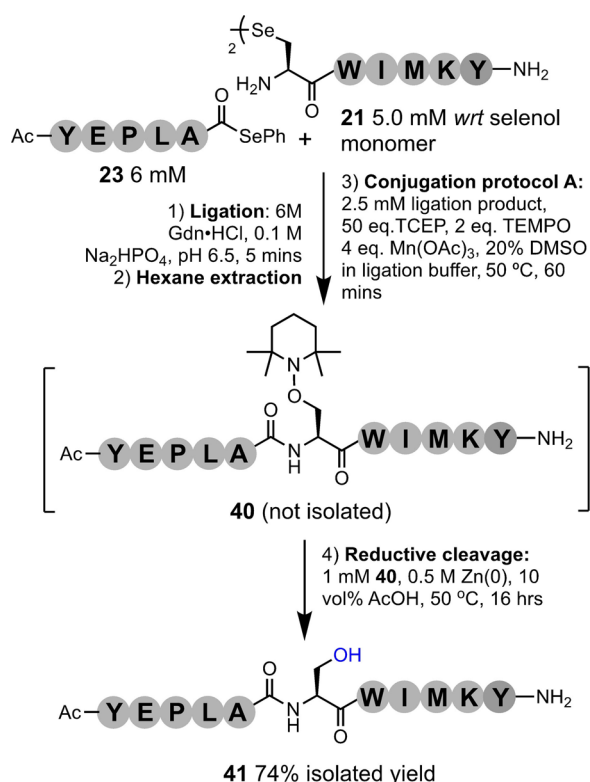 Se
2
H2N
O
W I M K Y NH2
21 5.0 mM wrt selenol
monomer
O
Ac Y E P L A SePh +
23 6 mM
1) Ligation: 6M
Gdn•HCl, 0.1 M
Na2HPO4, pH 6.5, 5 mins
2) Hexane extraction
3) Conjugation protocol A:
2.5 mM ligation product,
50 eq.TCEP, 2 eq. TEMPO
4 eq. Mn(OAc)3, 20% DMSO
in ligation buffer, 50 ºC, 60
mins
N
O
O
Ac Y E P L A N H O W I M K Y NH2
40 (not isolated)
4) Reductive cleavage:
1 mM 40, 0.5 M Zn(0), 10
vol% AcOH, 50 ºC, 16 hrs
OH
O
Ac Y E P L A N H O W I M K Y NH2
41 74% isolated yield